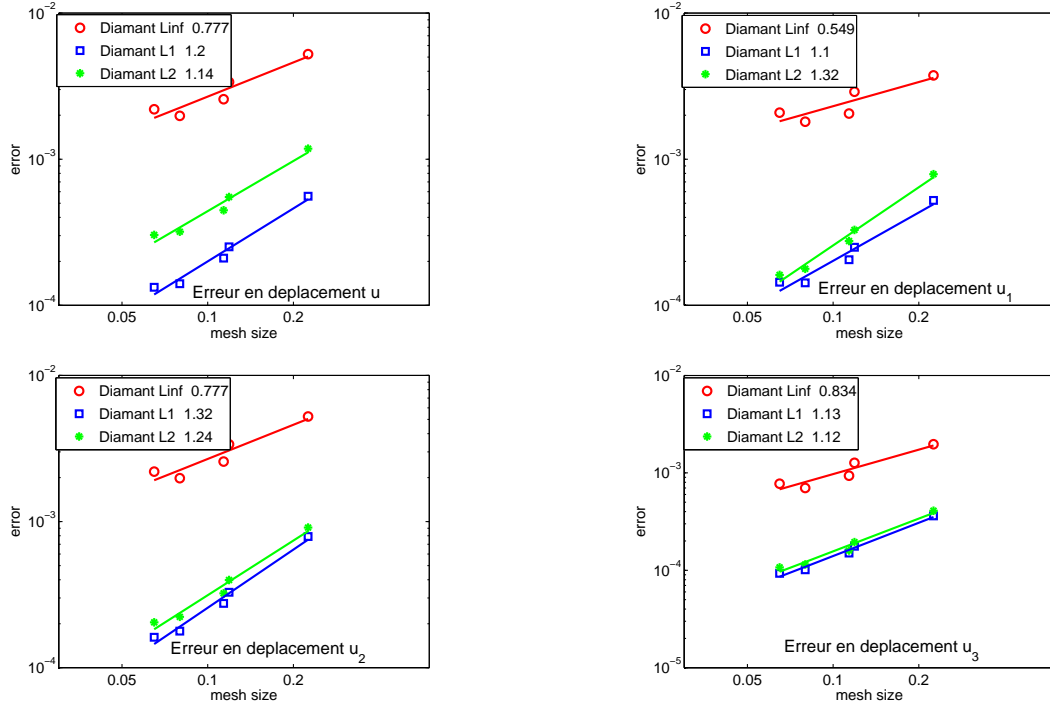 10^-2
Diamant Linf 0.777
Diamant L1 1.2
Diamant L2 1.14
10^-3
error
10^-4
Erreur en deplacement u
0.05 0.1 0.2
mesh size
10^-2
Diamant Linf 0.549
Diamant L1 1.1
Diamant L2 1.32
10^-3
error
10^-4
Erreur en deplacement u_1
0.05 0.1 0.2
mesh size
10^-2
Diamant Linf 0.777
Diamant L1 1.32
Diamant L2 1.24
10^-3
error
10^-4
Erreur en deplacement u_2
0.05 0.1 0.2
mesh size
10^-2
Diamant Linf 0.834
Diamant L1 1.13
Diamant L2 1.12
10^-3
error
10^-4
Erreur en deplacement u_3
10^-5
0.05 0.1 0.2
mesh size